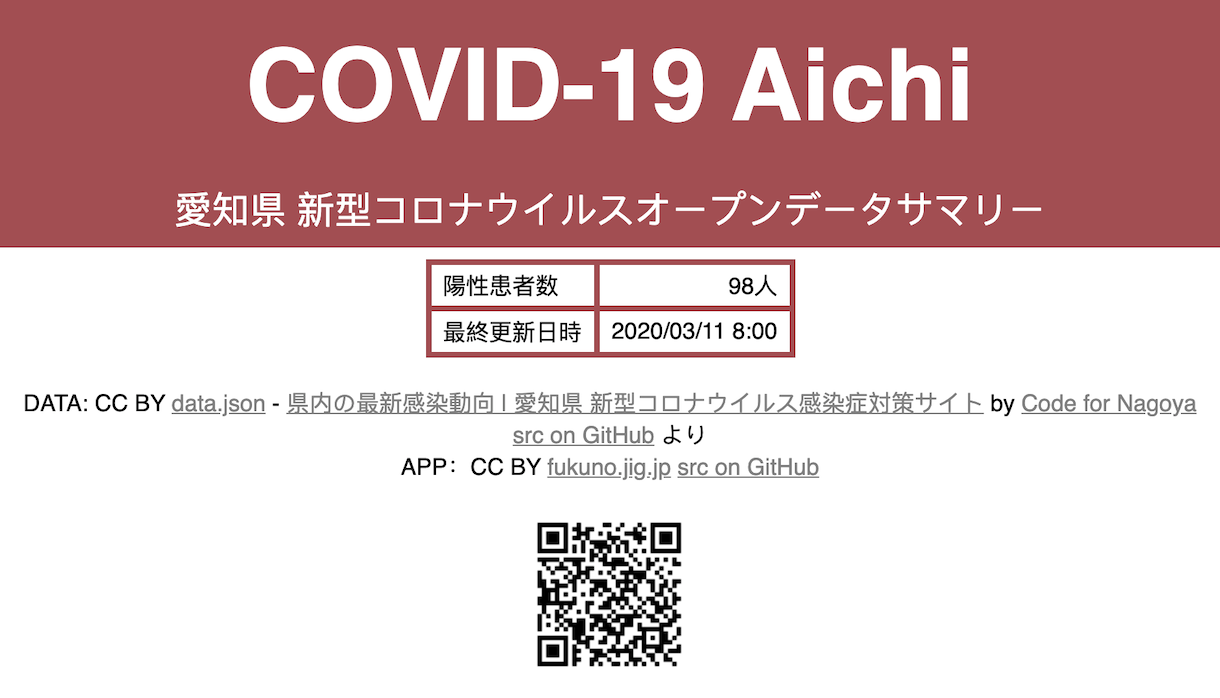 COVID-19 Aichi
愛知県 新型コロナウイルスオープンデータサマリー
陽性患者数 98人
最終更新日時 2020/03/11 8:00
DATA: CC BY data.json - 県内の最新感染動向 | 愛知県 新型コロナウイルス感染症対策サイト by Code for Nagoya
src on GitHub より
APP：CC BY fukuno.jig.jp src on GitHub